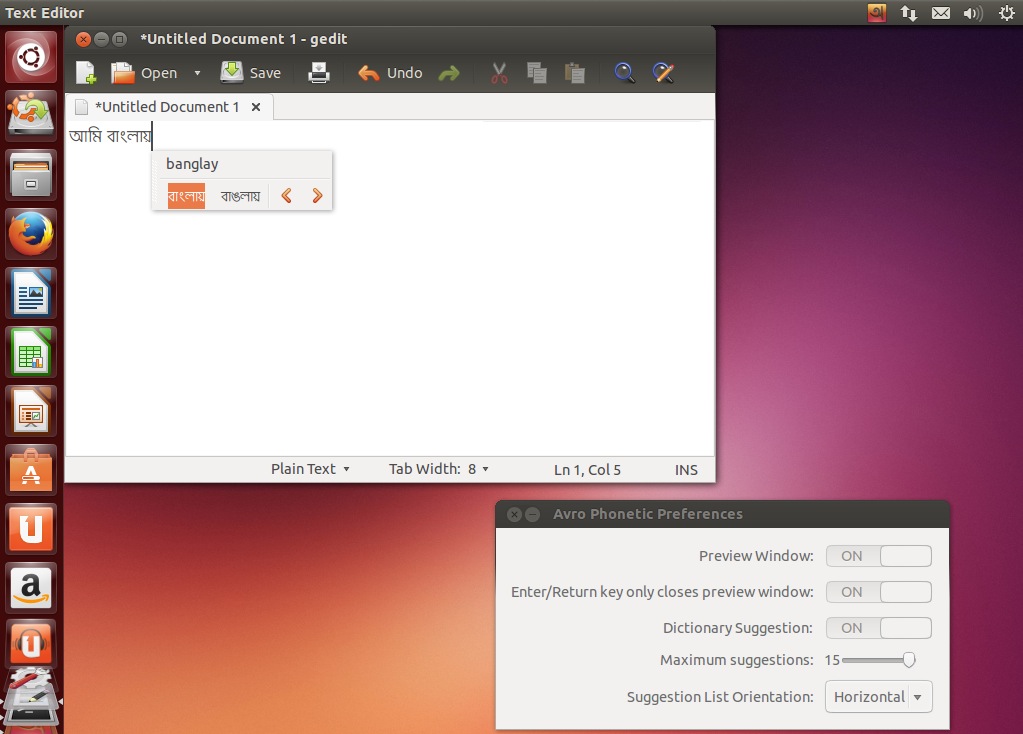 Text Editor
*Untitled Document 1 - gedit
Open Save Undo
*Untitled Document 1
আমি বাংলায়
banglay
বাংলায় বাঙলায়
Plain Text Tab Width: 8 Ln 1, Col 5 INS
Avro Phonetic Preferences
Preview Window: ON
Enter/Return key only closes preview window: ON
Dictionary Suggestion: ON
Maximum suggestions: 15
Suggestion List Orientation: Horizontal